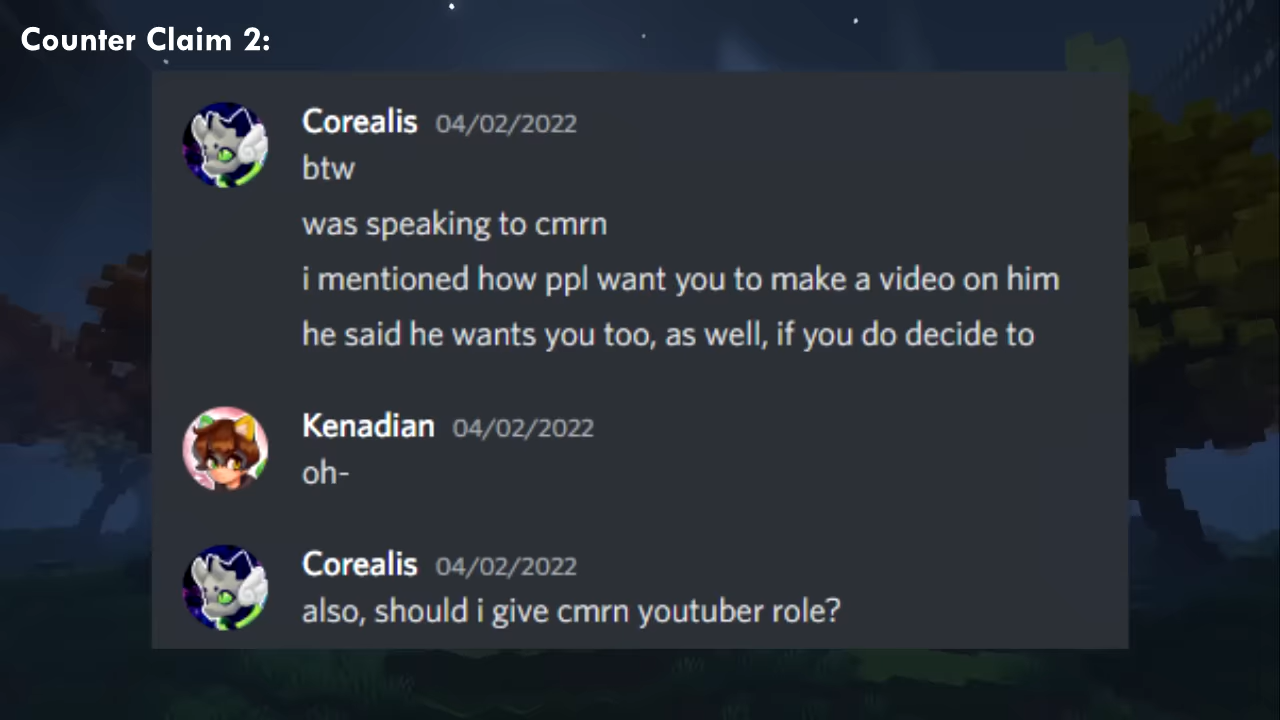 Counter Claim 2:
Corealis 04/02/2022
btw
was speaking to cmrn
i mentioned how ppl want you to make a video on him
he said he wants you too, as well, if you do decide to
Kenadian 04/02/2022
oh-
Corealis 04/02/2022
also, should i give cmrn youtuber role?